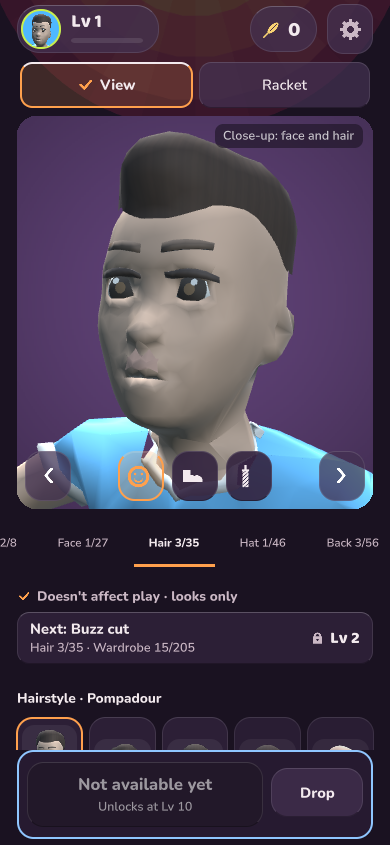 Lv 1
0
View
Racket
Close-up: face and hair
2/8
Face 1/27
Hair 3/35
Hat 1/46
Back 3/56
Doesn't affect play · looks only
Next: Buzz cut
Hair 3/35 · Wardrobe 15/205
Lv 2
Hairstyle · Pompadour
Not available yet
Unlocks at Lv 10
Drop